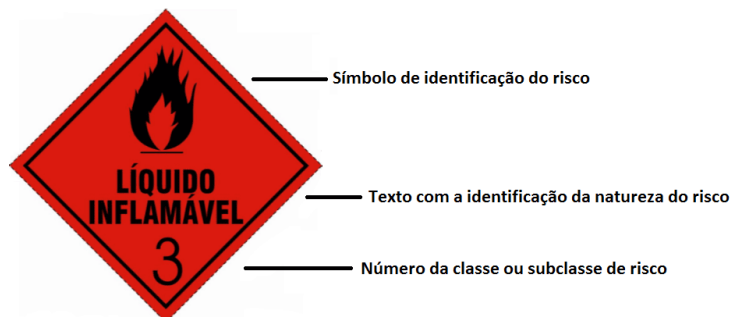 Símbolo de identificação do risco
LÍQUIDO
INFLAMÁVEL
Texto com a identificação da natureza do risco
3
Número da classe ou subclasse de risco